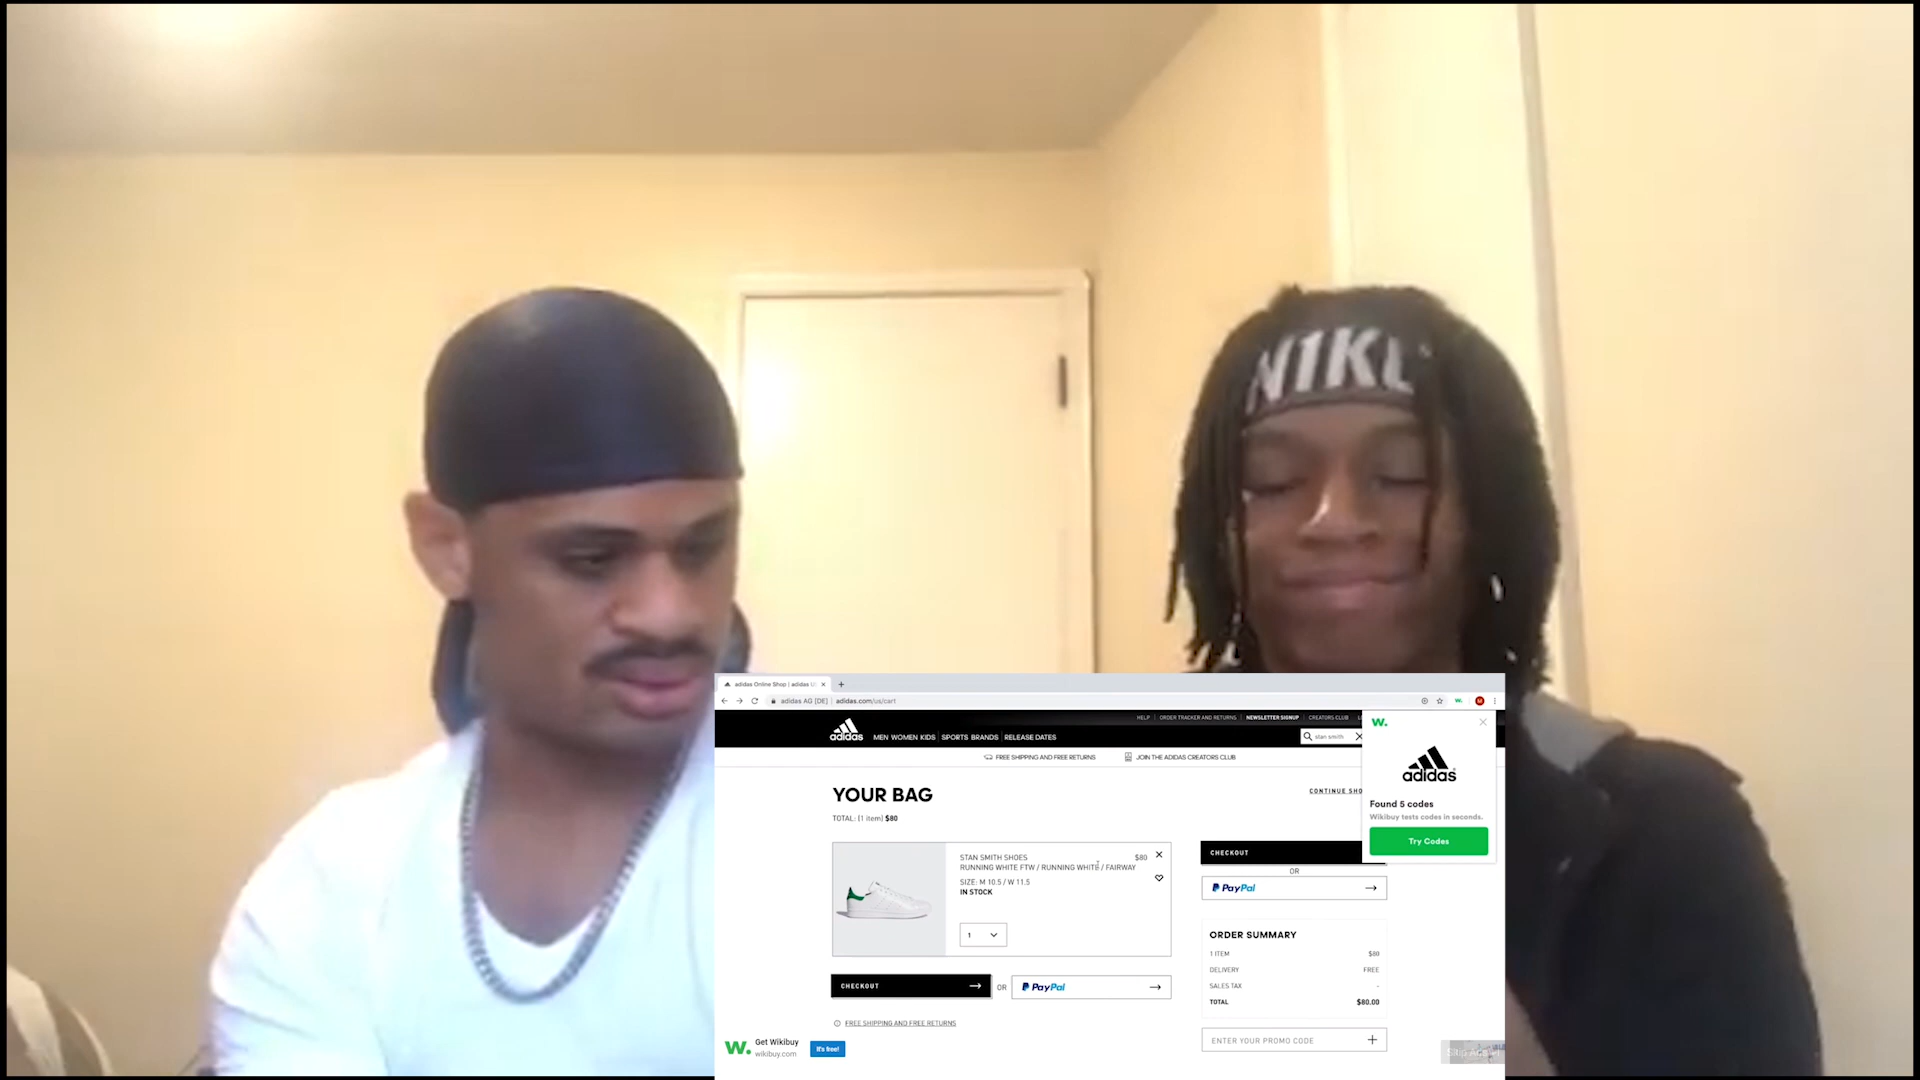 NIKE
adidas Online Shop | adidas U
adidas AG [DE] | adidas.com/us/cart
HELP
ORDER TRACKER AND RETURNS
NEWSLETTER SIGNUP
CREATORS CLUB
adidas
MEN WOMEN KIDS SPORTS BRANDS RELEASE DATES
stan smith
W.
FREE SHIPPING AND FREE RETURNS
JOIN THE ADIDAS CREATORS CLUB
adidas
Found 5 codes
Wikibuy tests codes in seconds.
Try Codes
YOUR BAG
TOTAL: (1 item) $80
CONTINUE SHO
STAN SMITH SHOES $80
RUNNING WHITE FTW / RUNNING WHITE / FAIRWAY
SIZE: M 10.5 / W 11.5
IN STOCK
1
CHECKOUT
OR
PayPal
ORDER SUMMARY
1 ITEM $80
DELIVERY FREE
SALES TAX -
TOTAL $80.00
CHECKOUT OR PayPal
FREE SHIPPING AND FREE RETURNS
ENTER YOUR PROMO CODE
W. Get Wikibuy
wikibuy.com
It's free!